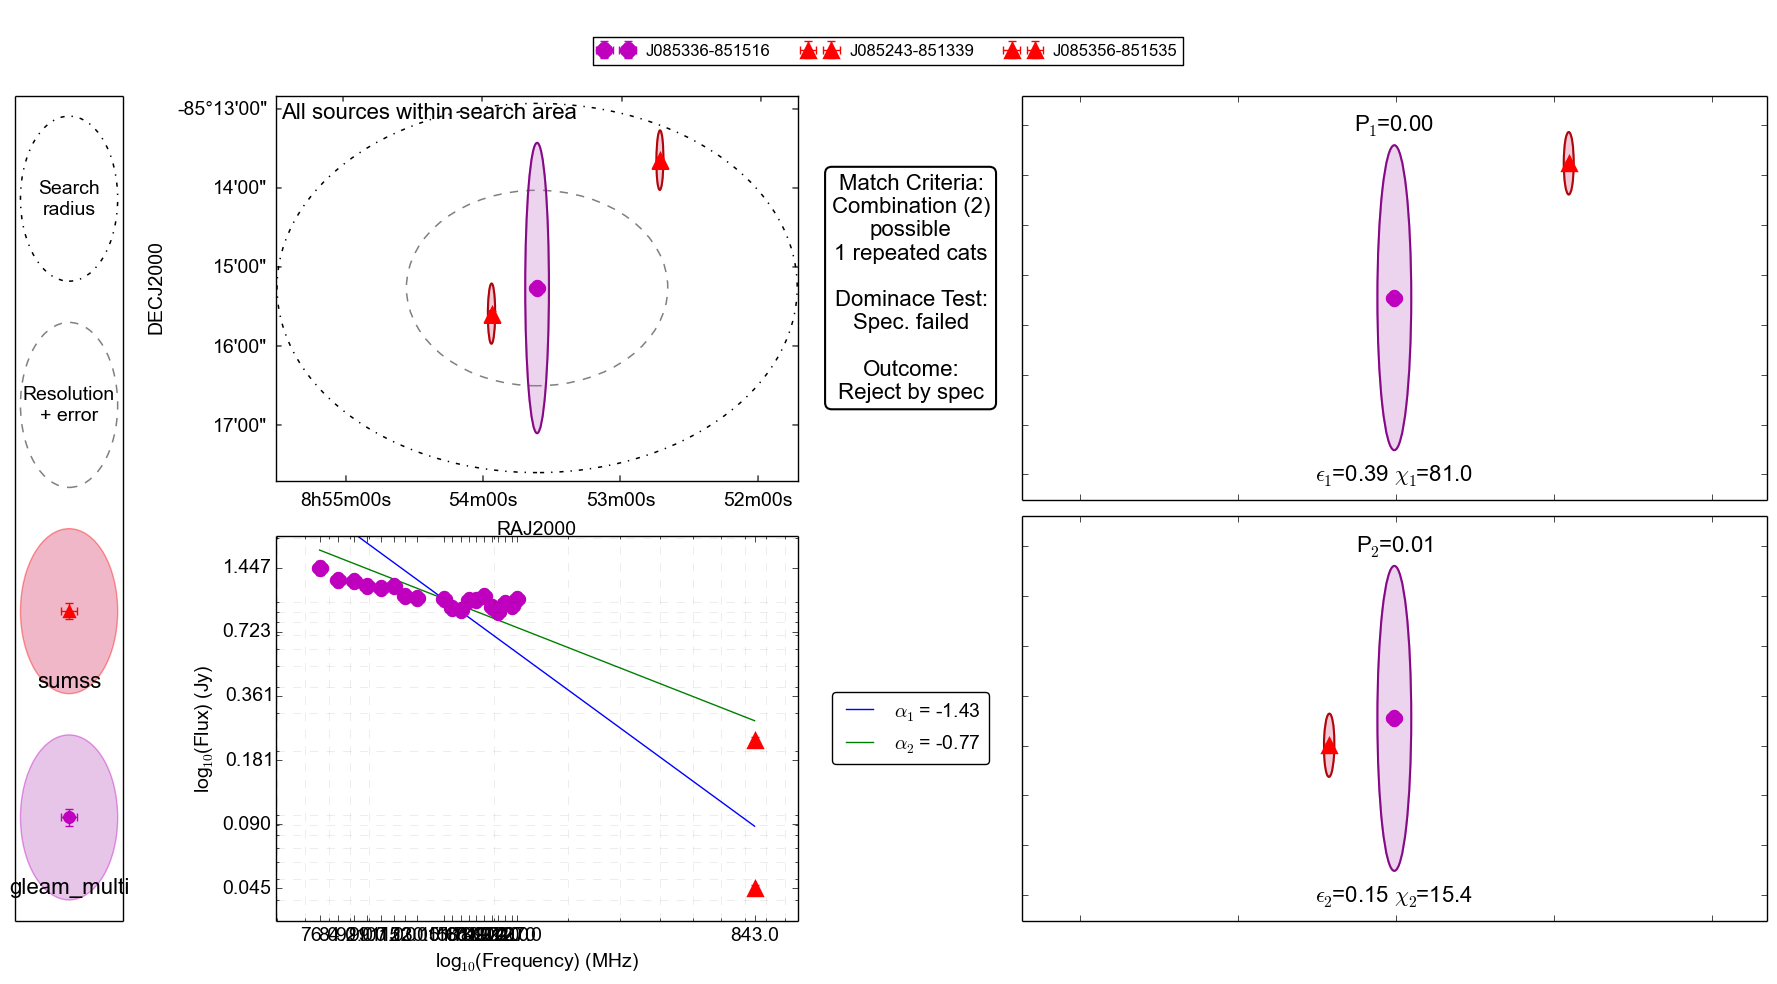 J085336-851516 J085243-851339 J085356-851535
Search
radius
Resolution
+ error
sumss
gleam_multi
All sources within search area
-85°13'00"
14'00"
15'00"
16'00"
17'00"
DECJ2000
8h55m00s 54m00s 53m00s 52m00s
RAJ2000
Match Criteria:
Combination (2)
possible
1 repeated cats
Dominace Test:
Spec. failed
Outcome:
Reject by spec
P1=0.00
ϵ1=0.39 χ1=81.0
P2=0.01
ϵ2=0.15 χ2=15.4
1.447
0.723
0.361
0.181
0.090
0.045
log10(Flux) (Jy)
843.0
log10(Frequency) (MHz)
α1 = -1.43
α2 = -0.77